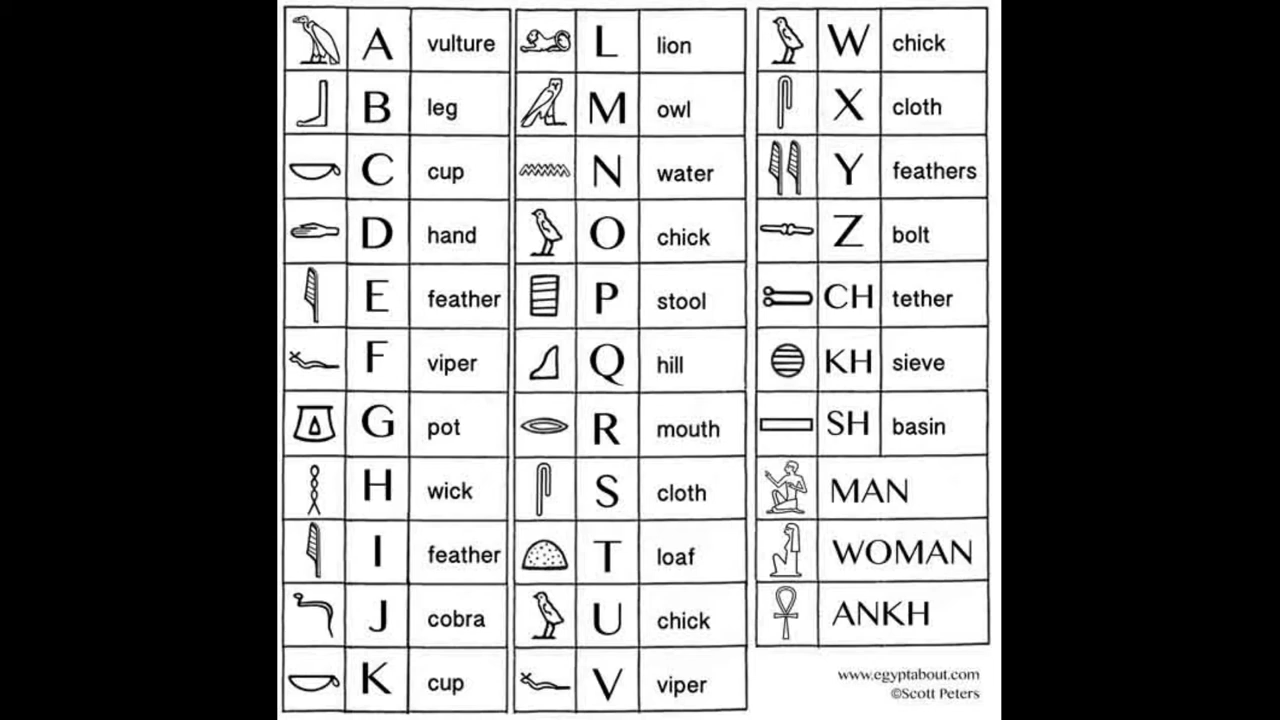 A vulture
B leg
C cup
D hand
E feather
F viper
G pot
H wick
I feather
J cobra
K cup
L lion
M owl
N water
O chick
P stool
Q hill
R mouth
S cloth
T loaf
U chick
V viper
W chick
X cloth
Y feathers
Z bolt
CH tether
KH sieve
SH basin
MAN
WOMAN
ANKH
www.egyptabout.com
©Scott Peters